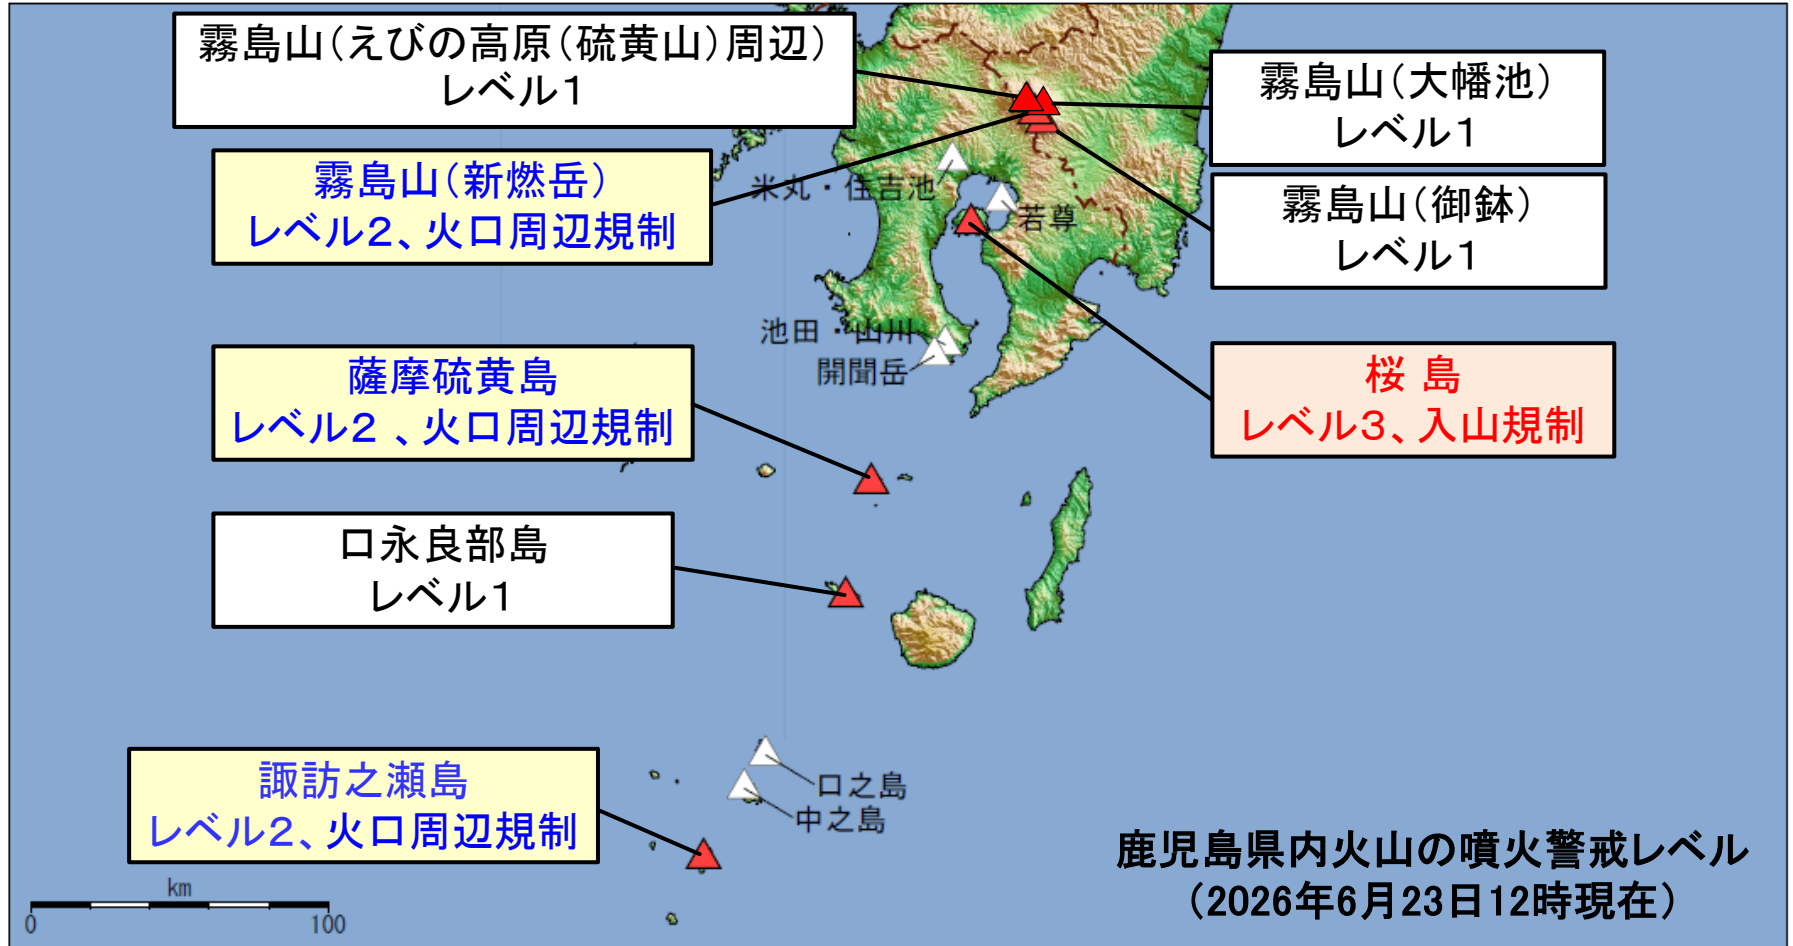 霧島山（えびの高原（硫黄山）周辺）
レベル１
霧島山（大幡池）
レベル１
霧島山（新燃岳）
レベル２、火口周辺規制
霧島山（御鉢）
レベル１
米丸・住吉池
若尊
池田・山川
開聞岳
薩摩硫黄島
レベル２、火口周辺規制
桜 島
レベル３、入山規制
口永良部島
レベル１
諏訪之瀬島
レベル２、火口周辺規制
口之島
中之島
鹿児島県内火山の噴火警戒レベル
（2026年6月23日12時現在）
km
0
100